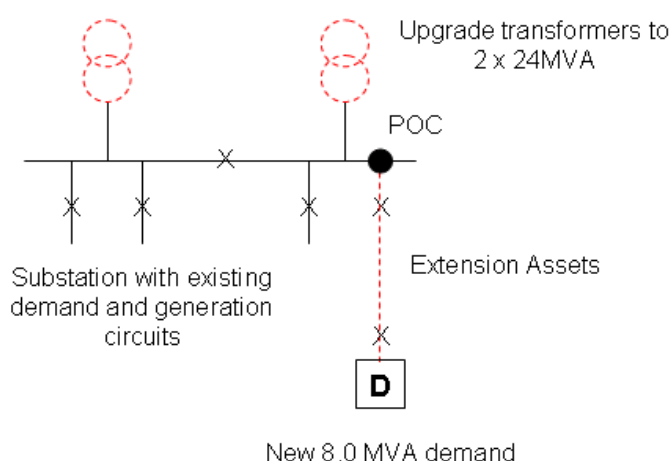 Upgrade transformers to
2 x 24MVA
POC
Extension Assets
Substation with existing
demand and generation
circuits
D
New 8.0 MVA demand